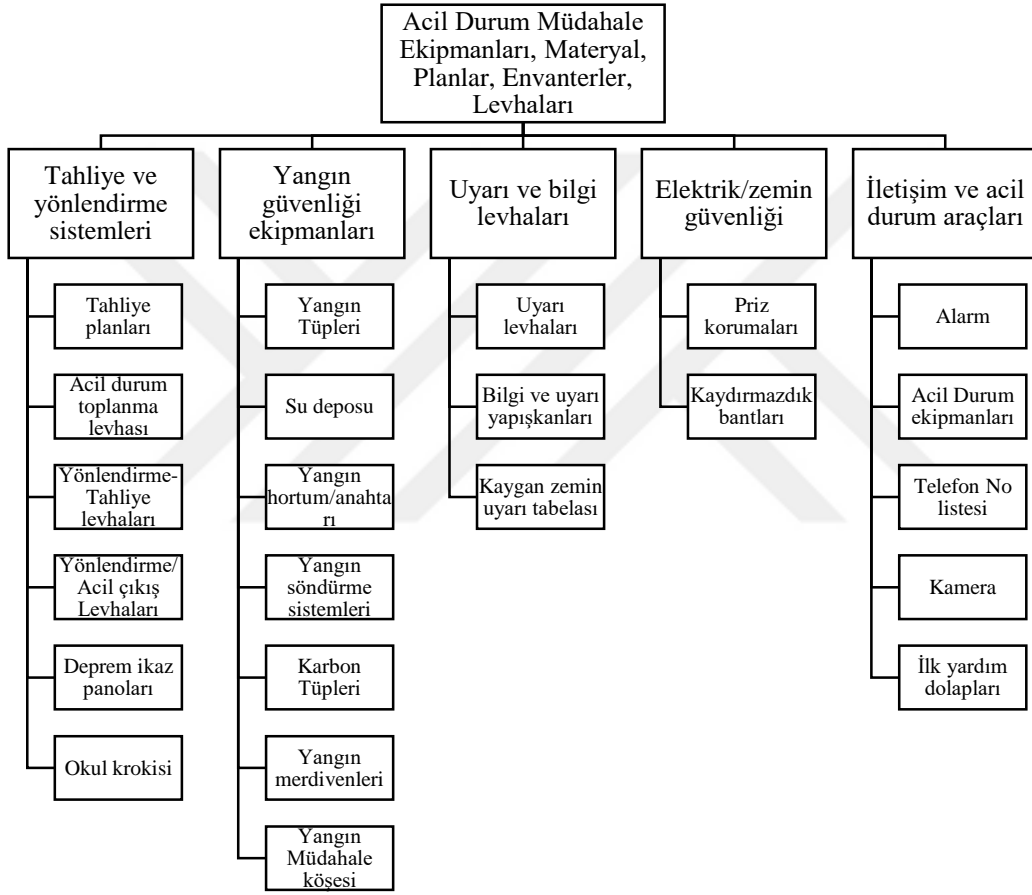 Acil Durum Müdahale
Ekipmanları, Materyal,
Planlar, Envanterler,
Levhaları
Tahliye ve
yönlendirme
sistemleri
Tahliye
planları
Acil durum
toplanma
levhası
Yönlendirme-
Tahliye
levhaları
Yönlendirme/
Acil çıkış
Levhaları
Deprem ikaz
panoları
Okul krokisi
Yangın
güvenliği
ekipmanları
Yangın
Tüpleri
Su deposu
Yangın
hortum/anahta
rı
Yangın
söndürme
sistemleri
Karbon
Tüpleri
Yangın
merdivenleri
Yangın
Müdahale
köşesi
Uyarı ve bilgi
levhaları
Uyarı
levhaları
Bilgi ve uyarı
yapışkanları
Kaygan zemin
uyarı tabelası
Elektrik/zemin
güvenliği
Priz
korumaları
Kaydırmazdık
bantları
İletişim ve acil
durum araçları
Alarm
Acil Durum
ekipmanları
Telefon No
listesi
Kamera
İlk yardım
dolapları